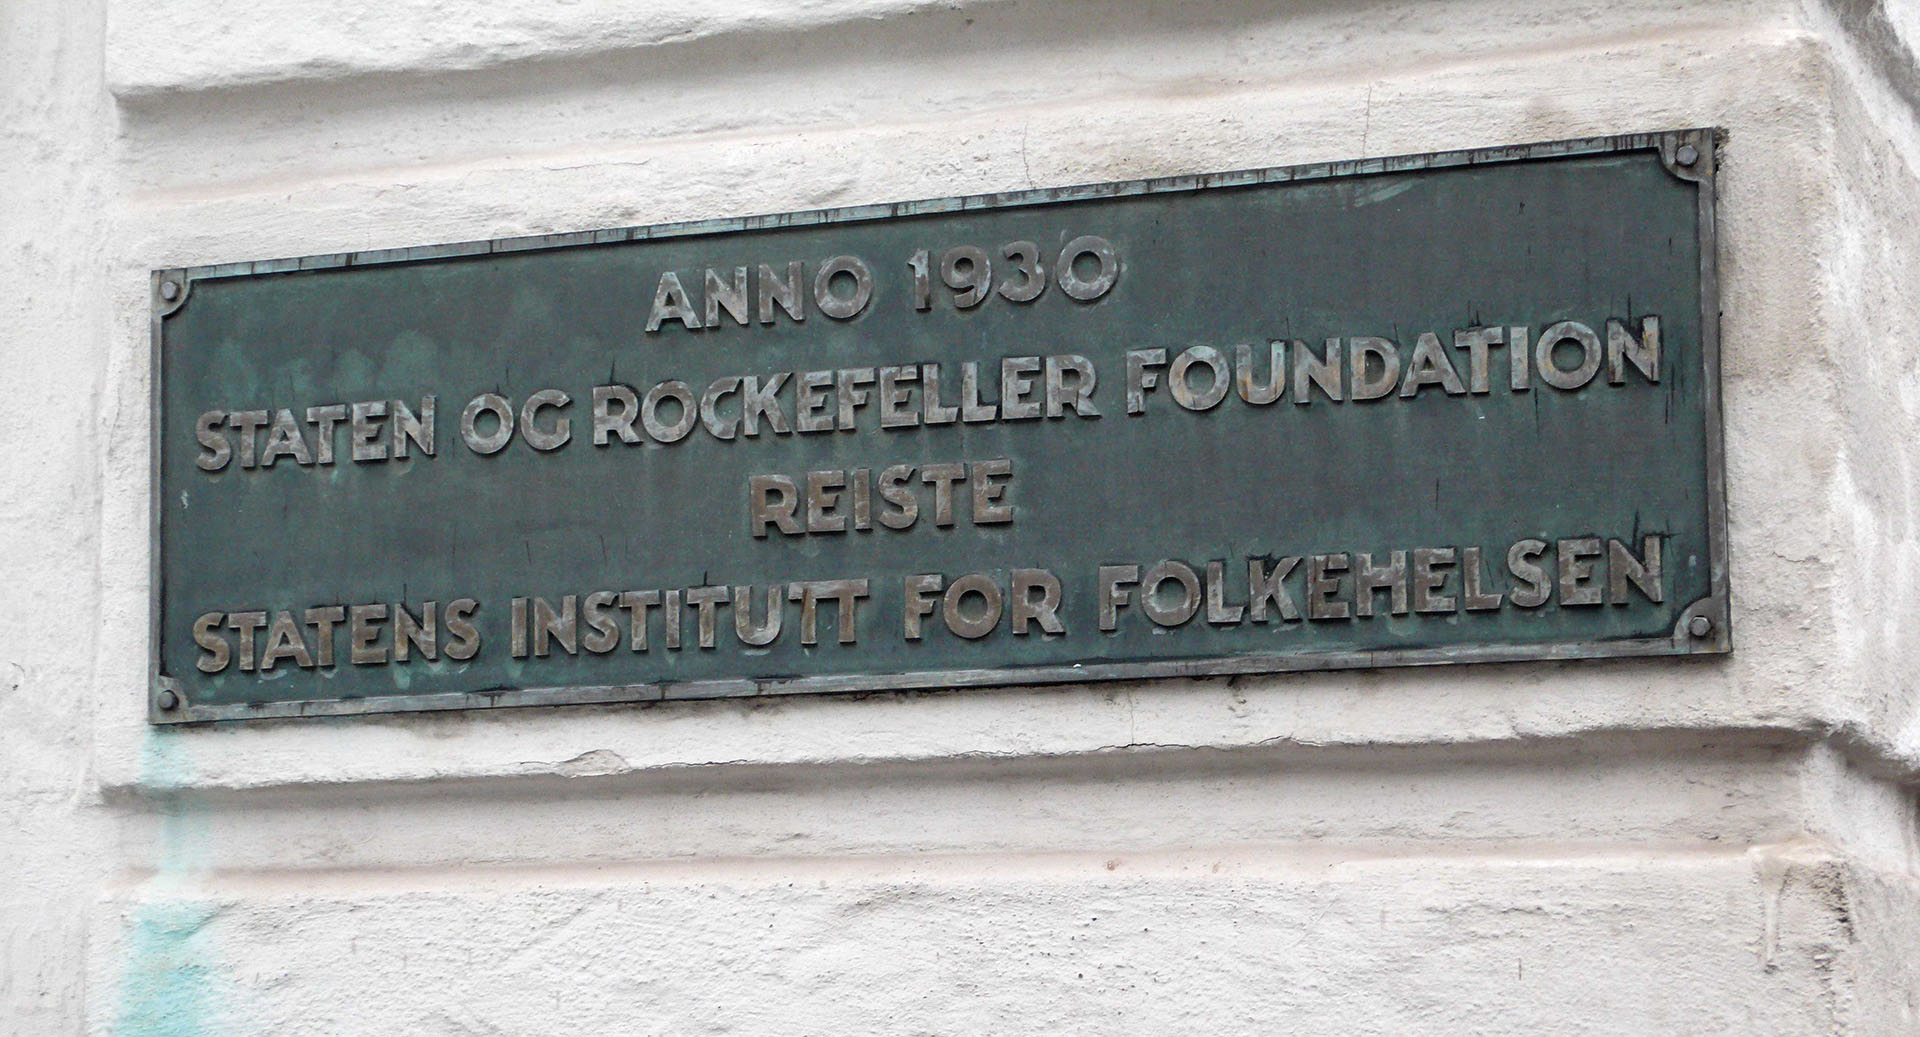 ANNO 1930
STATEN OG ROCKEFELLER FOUNDATION
REISTE
STATENS INSTITUTT FOR FOLKEHELSEN